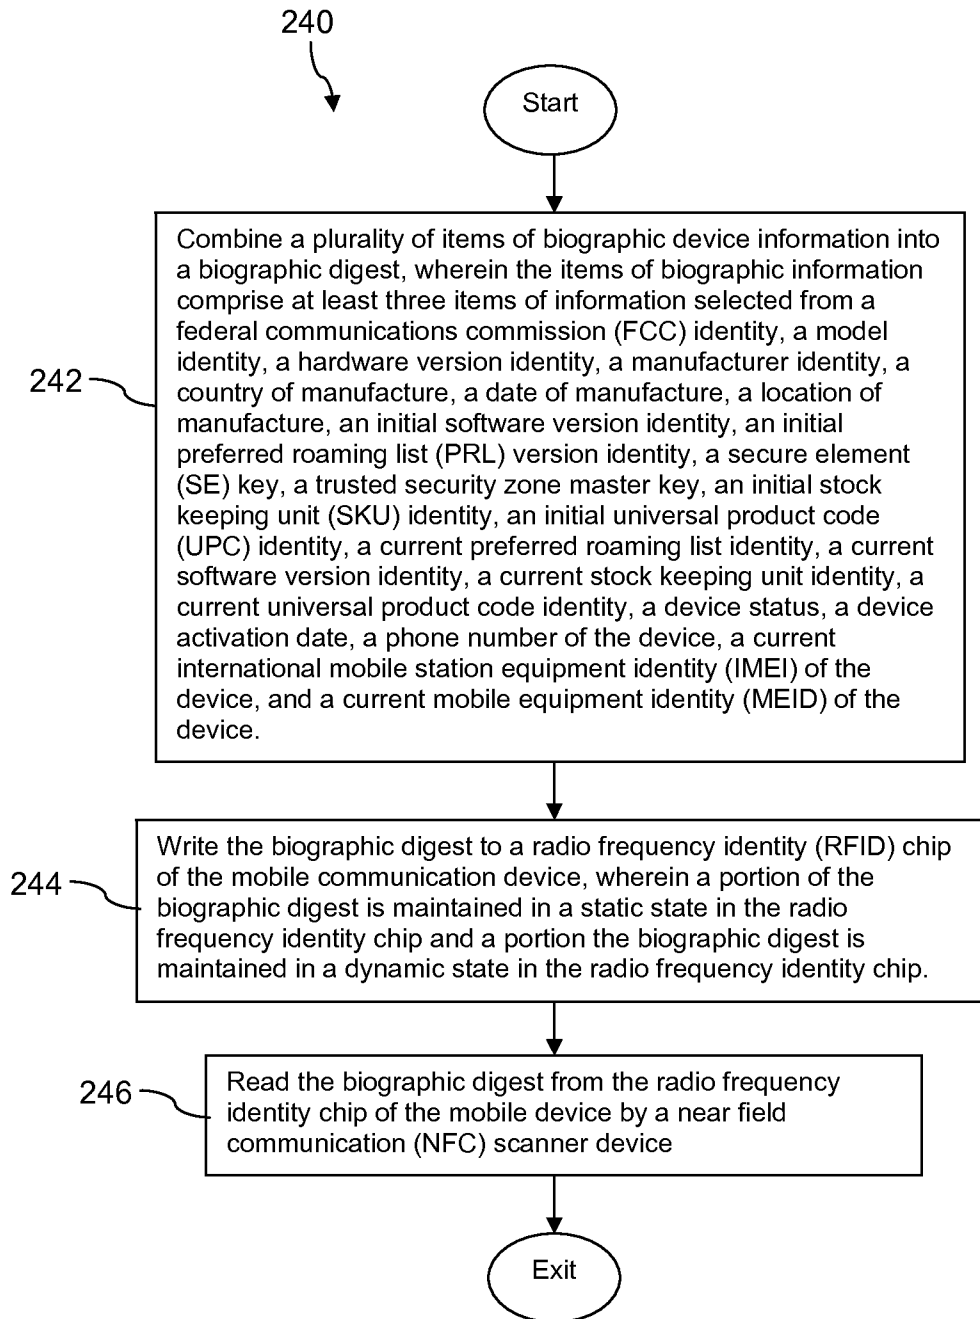 240
Start
242
Combine a plurality of items of biographic device information into
a biographic digest, wherein the items of biographic information
comprise at least three items of information selected from a
federal communications commission (FCC) identity, a model
identity, a hardware version identity, a manufacturer identity, a
country of manufacture, a date of manufacture, a location of
manufacture, an initial software version identity, an initial
preferred roaming list (PRL) version identity, a secure element
(SE) key, a trusted security zone master key, an initial stock
keeping unit (SKU) identity, an initial universal product code
(UPC) identity, a current preferred roaming list identity, a current
software version identity, a current stock keeping unit identity, a
current universal product code identity, a device status, a device
activation date, a phone number of the device, a current
international mobile station equipment identity (IMEI) of the
device, and a current mobile equipment identity (MEID) of the
device.
244
Write the biographic digest to a radio frequency identity (RFID) chip
of the mobile communication device, wherein a portion of the
biographic digest is maintained in a static state in the radio
frequency identity chip and a portion the biographic digest is
maintained in a dynamic state in the radio frequency identity chip.
246
Read the biographic digest from the radio frequency
identity chip of the mobile device by a near field
communication (NFC) scanner device
Exit